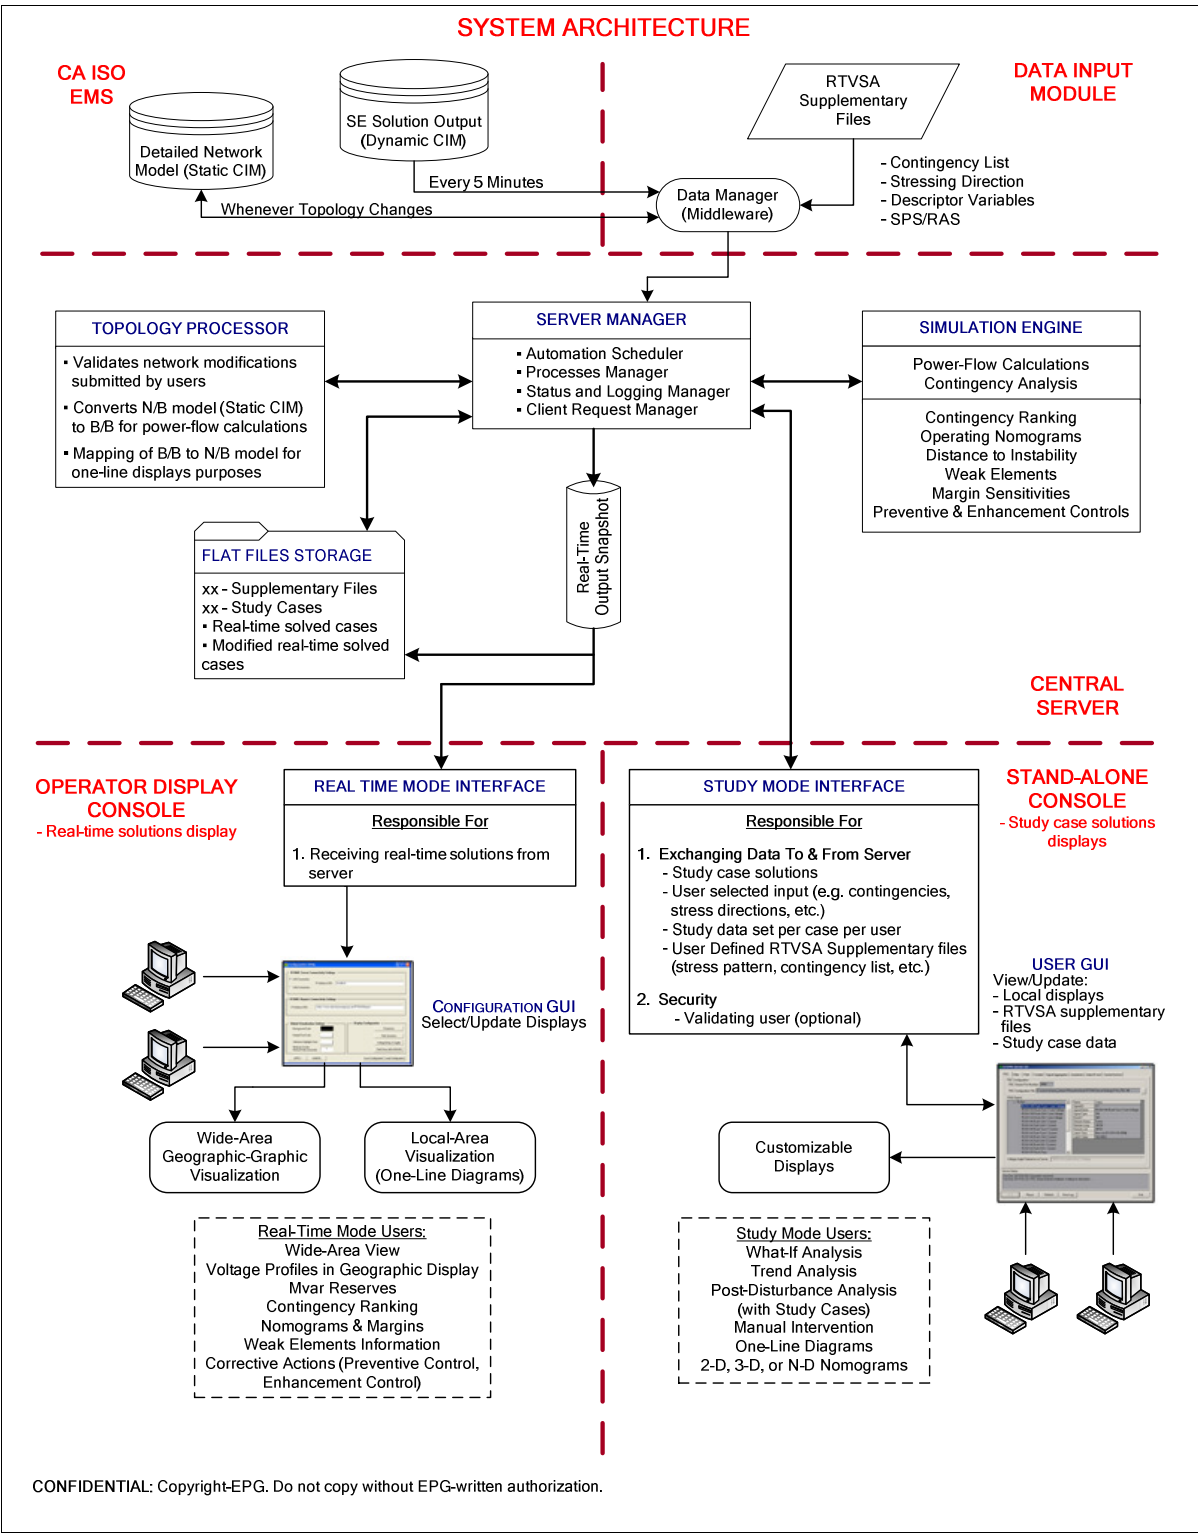 SYSTEM ARCHITECTURE
CA ISO
EMS
DATA INPUT
MODULE
SE Solution Output
(Dynamic CIM)
Detailed Network
Model (Static CIM)
RTVSA
Supplementary
Files
Every 5 Minutes
Whenever Topology Changes
Data Manager
(Middleware)
- Contingency List
- Stressing Direction
- Descriptor Variables
- SPS/RAS
TOPOLOGY PROCESSOR
▪ Validates network modifications
submitted by users
▪ Converts N/B model (Static CIM)
to B/B for power-flow calculations
▪ Mapping of B/B to N/B model for
one-line displays purposes
SERVER MANAGER
▪ Automation Scheduler
▪ Processes Manager
▪ Status and Logging Manager
▪ Client Request Manager
SIMULATION ENGINE
Power-Flow Calculations
Contingency Analysis
Contingency Ranking
Operating Nomograms
Distance to Instability
Weak Elements
Margin Sensitivities
Preventive & Enhancement Controls
FLAT FILES STORAGE
xx - Supplementary Files
xx - Study Cases
▪ Real-time solved cases
▪ Modified real-time solved
cases
Real-Time
Output Snapshot
CENTRAL
SERVER
OPERATOR DISPLAY
CONSOLE
- Real-time solutions display
REAL TIME MODE INTERFACE
Responsible For
1. Receiving real-time solutions from
server
STUDY MODE INTERFACE
Responsible For
1. Exchanging Data To & From Server
- Study case solutions
- User selected input (e.g. contingencies,
stress directions, etc.)
- Study data set per case per user
- User Defined RTVSA Supplementary files
(stress pattern, contingency list, etc.)
2. Security
- Validating user (optional)
STAND-ALONE
CONSOLE
- Study case solutions
displays
CONFIGURATION GUI
Select/Update Displays
USER GUI
View/Update:
- Local displays
- RTVSA supplementary
files
- Study case data
Wide-Area
Geographic-Graphic
Visualization
Local-Area
Visualization
(One-Line Diagrams)
Customizable
Displays
Real-Time Mode Users:
Wide-Area View
Voltage Profiles in Geographic Display
Mvar Reserves
Contingency Ranking
Nomograms & Margins
Weak Elements Information
Corrective Actions (Preventive Control,
Enhancement Control)
Study Mode Users:
What-If Analysis
Trend Analysis
Post-Disturbance Analysis
(with Study Cases)
Manual Intervention
One-Line Diagrams
2-D, 3-D, or N-D Nomograms
CONFIDENTIAL: Copyright-EPG. Do not copy without EPG-written authorization.